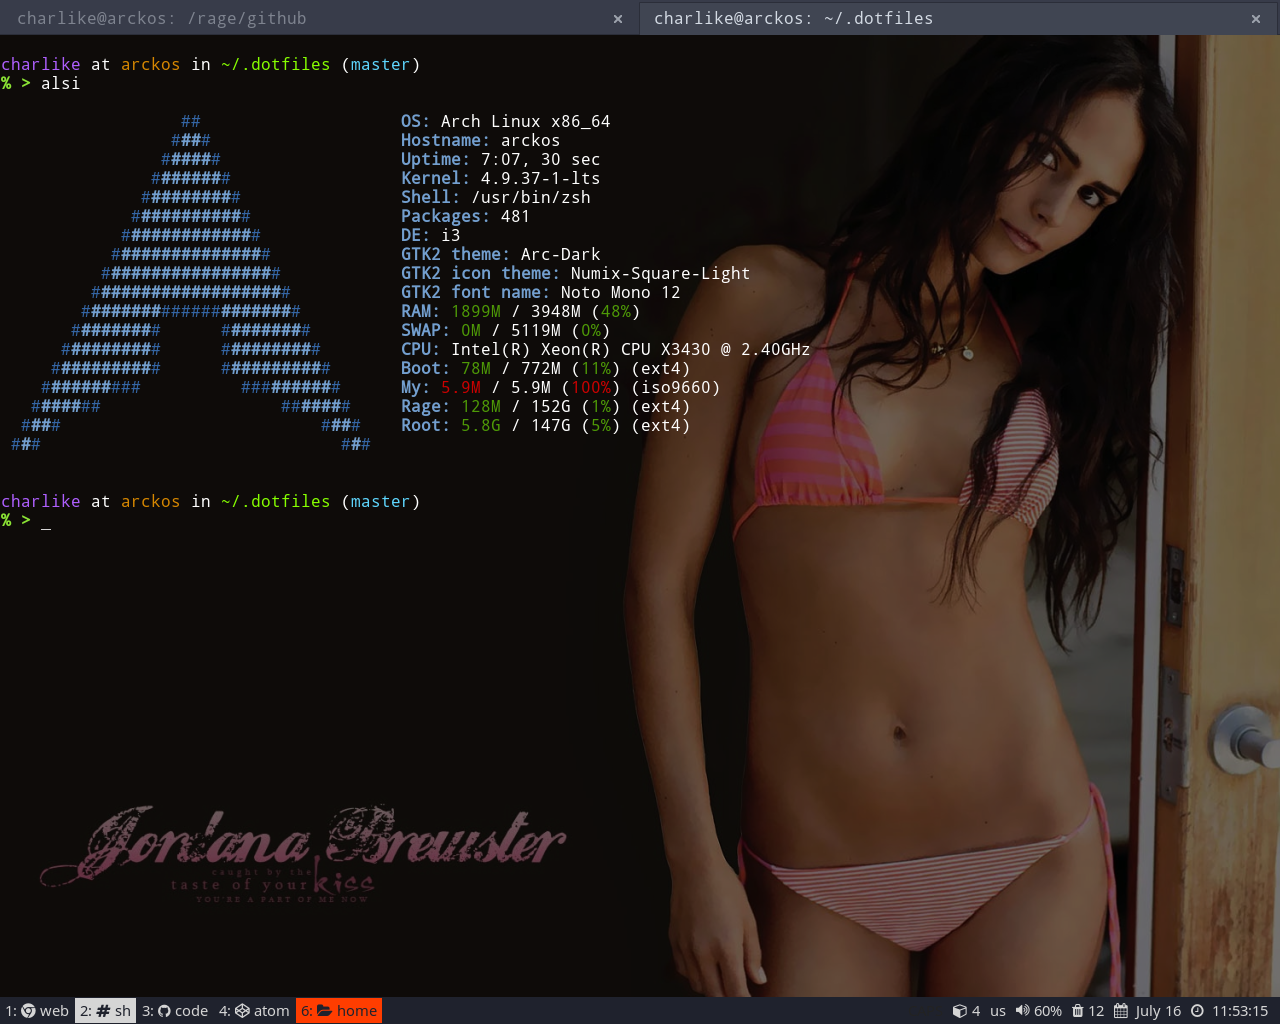 charlike@arckos: /rage/github ×
charlike@arckos: ~/.dotfiles ×
charlike at arckos in ~/.dotfiles (master)
% > alsi
## OS: Arch Linux x86_64
#### Hostname: arckos
###### Uptime: 7:07, 30 sec
######## Kernel: 4.9.37-1-lts
########## Shell: /usr/bin/zsh
############ Packages: 481
############## DE: i3
################ GTK2 theme: Arc-Dark
################## GTK2 icon theme: Numix-Square-Light
#################### GTK2 font name: Noto Mono 12
###################### RAM: 1899M / 3948M (48%)
######### ######### SWAP: 0M / 5119M (0%)
########## ########## CPU: Intel(R) Xeon(R) CPU X3430 @ 2.40GHz
########### ########### Boot: 78M / 772M (11%) (ext4)
########## ########## My: 5.9M / 5.9M (100%) (iso9660)
####### ####### Rage: 128M / 152G (1%) (ext4)
#### #### Root: 5.8G / 147G (5%) (ext4)
### ###
charlike at arckos in ~/.dotfiles (master)
% > _
Jordana Brewster
caught by the
taste of your kiss
YOU'RE A PART OF ME NOW
1: web 2: # sh 3: code 4: atom 6: home 4 us 60% 12 July 16 11:53:15